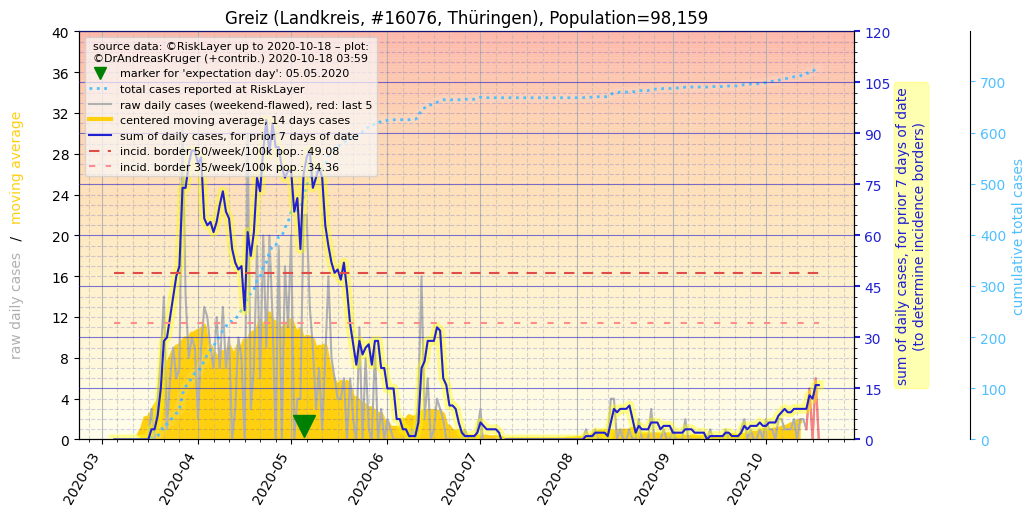 Greiz (Landkreis, #16076, Thüringen), Population=98,159
source data: ©RiskLayer up to 2020-10-18 – plot:
©DrAndreasKruger (+contrib.) 2020-10-18 03:59
marker for 'expectation day': 05.05.2020
total cases reported at RiskLayer
raw daily cases (weekend-flawed), red: last 5
centered moving average, 14 days cases
sum of daily cases, for prior 7 days of date
incid. border 50/week/100k pop.: 49.08
incid. border 35/week/100k pop.: 34.36
raw daily cases / moving average
40
36
32
28
24
20
16
12
8
4
0
2020-03
2020-04
2020-05
2020-06
2020-07
2020-08
2020-09
2020-10
120
105
90
75
60
45
30
15
0
sum of daily cases, for prior 7 days of date
(to determine incidence borders)
700
600
500
400
300
200
100
0
cumulative total cases